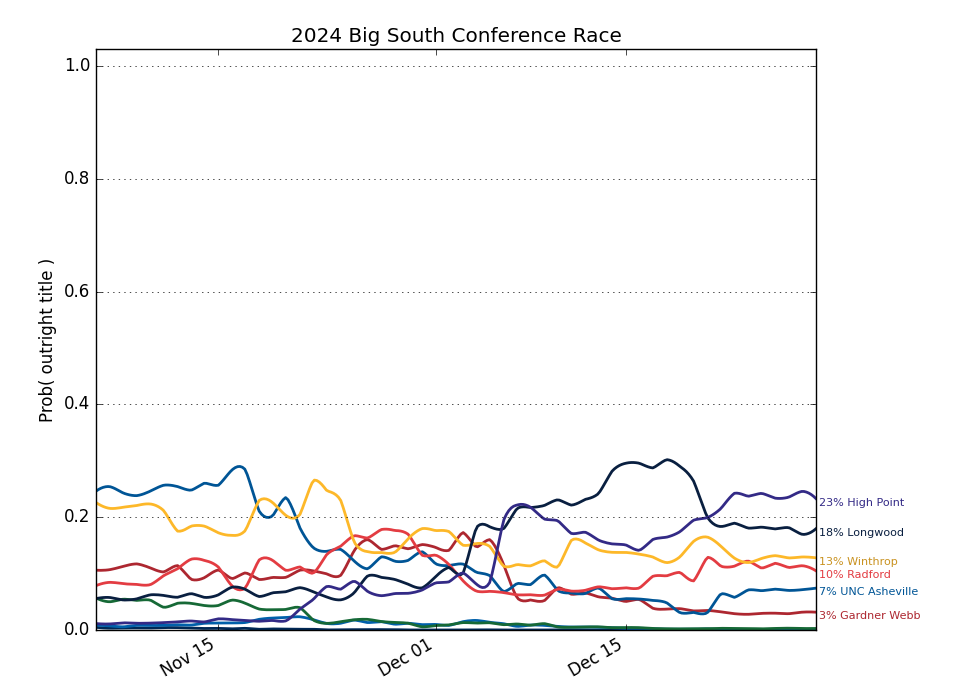 2024 Big South Conference Race
Prob( outright title )
1.0
0.8
0.6
0.4
0.2
0.0
Nov 15
Dec 01
Dec 15
23% High Point
18% Longwood
13% Winthrop
10% Radford
7% UNC Asheville
3% Gardner Webb